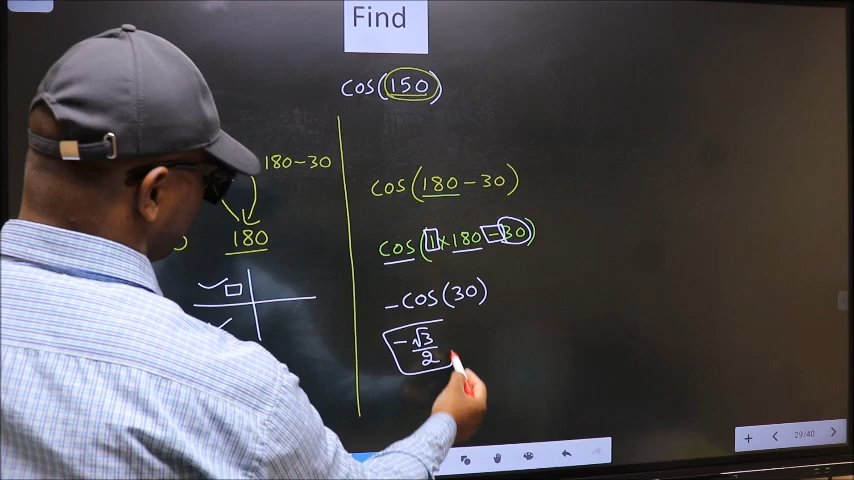 Find
cos(150)
180-30
180
cos(180-30)
cos(1×180-30)
-cos(30)
-√3/2
29/40